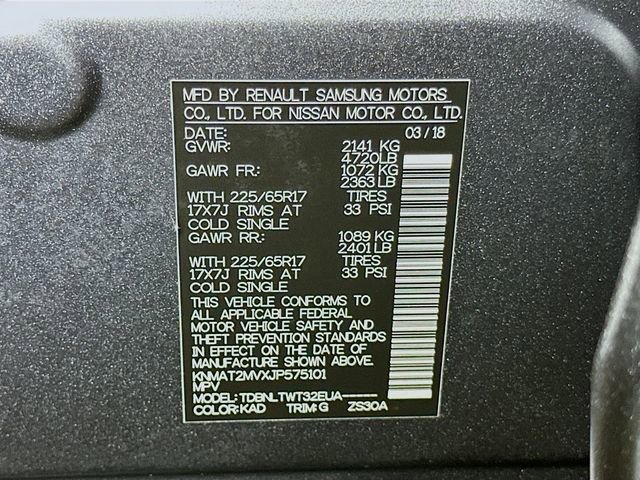 MFD BY RENAULT SAMSUNG MOTORS
CO., LTD. FOR NISSAN MOTOR CO., LTD.
DATE: 03/18
GVWR: 2141 KG
4720LB
GAWR FR: 1072 KG
2363 LB
WITH 225/65R17 TIRES
17X7J RIMS AT 33 PSI
COLD SINGLE
GAWR RR: 1089 KG
2401 LB
WITH 225/65R17 TIRES
17X7J RIMS AT 33 PSI
COLD SINGLE
THIS VEHICLE CONFORMS TO
ALL APPLICABLE FEDERAL
MOTOR VEHICLE SAFETY AND
THEFT PREVENTION STANDARDS
IN EFFECT ON THE DATE OF
MANUFACTURE SHOWN ABOVE.
KNMAT2MVXJP575101
MPV
MODEL: TDBNLTWT32EUA-----
COLOR: KAD TRIM: G ZS30A